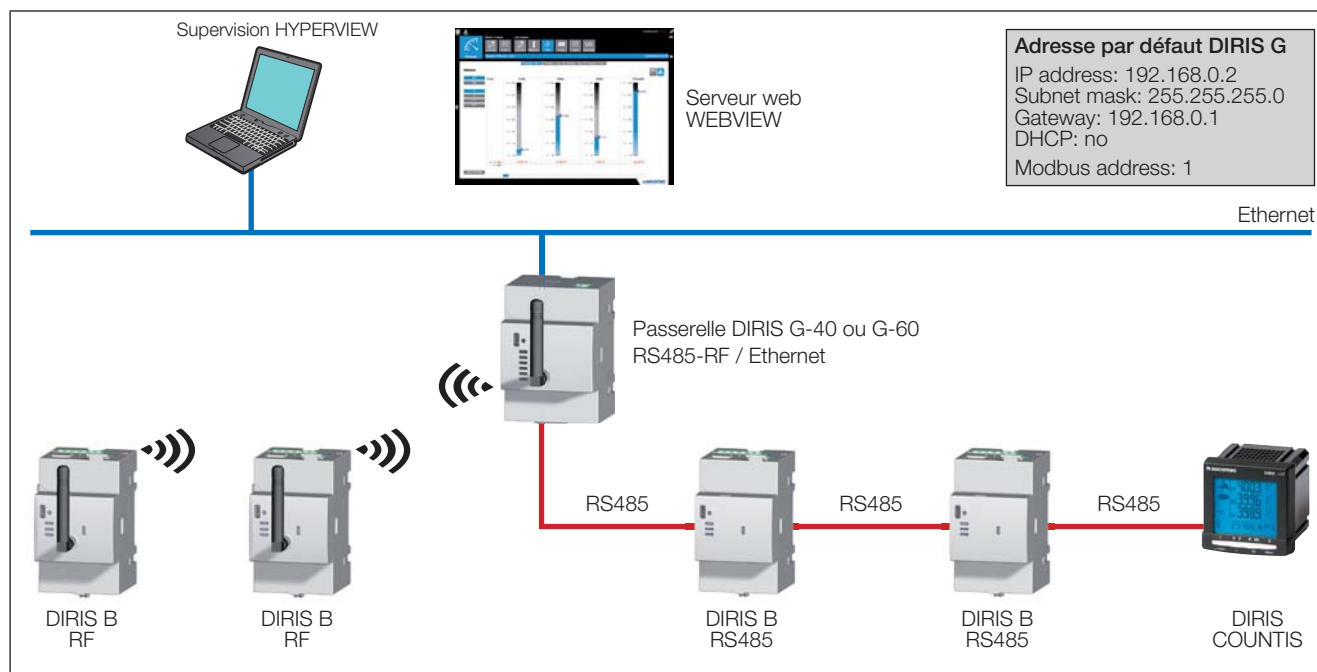 Supervision HYPERVIEW
Serveur web
WEBVIEW
Adresse par défaut DIRIS G
IP address: 192.168.0.2
Subnet mask: 255.255.255.0
Gateway: 192.168.0.1
DHCP: no
Modbus address: 1
Ethernet
Passerelle DIRIS G-40 ou G-60
RS485-RF / Ethernet
RS485
RS485
RS485
DIRIS B
RF
DIRIS B
RF
DIRIS B
RS485
DIRIS B
RS485
DIRIS
COUNTIS